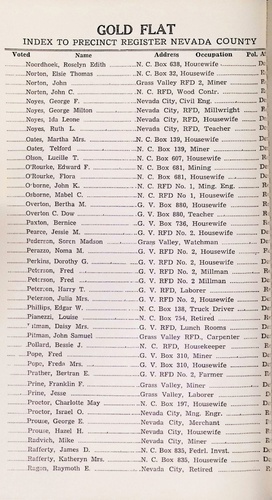 GOLD FLAT
INDEX TO PRECINCT REGISTER NEVADA COUNTY
Voted Name Address Occupation Pol. A
Noordhoek, Roselyn Edith N. C. Box 638, Housewife
Norton, Elsie Thomas N. C. Box 32, Housewife
Norton, John Grass Valley RFD 2, Miner
Norton, John C. N. C. RFD, Wood Contr.
Noyes, George F. Nevada City, Civil Eng.
Noyes, George Milton Nevada City, RFD, Millwright
Noyes, Ida Leone Nevada City, RFD, Housewife
Noyes, Ruth L. Nevada City, RFD, Teacher
Oates, Martha Mrs. N. C. Box 139, Housewife
Oates, Telford N. C. Box 139, Miner
Olson, Lucille T. N. C. Box 607, Housewife
O'Rourke, Edward F. N. C. Box 681, Mining
O'Rourke, Flora N. C. Box 681, Housewife
Osborne, John K. N. C. RFD No. 1, Ming. Eng.
Osborne, Mabel C. N. C. RFD No 1, Housewife
Overton, Bertha M. G. V. Box 880, Housewife
Overton C. Dow G. V. Box 880, Teacher
Paxton, Bernice G. V. Box 736, Housewife
Pearce, Jessie M. G. V. RFD No. 2, Housewife
Pederson, Soren Madson Grass Valley, Watchman
Perazzo, Noma M. G. V. RFD No. 2, Housewife
Perkins, Dorothy G. G. V. RFD No. 2, Housewife
Peterson, Fred G. V. RFD No. 2, Millman
Peterson, Fred G. V. RFD No. 2 Millman
Peterson, Harry T. G. V. RFD, Laborer
Peterson, Julia Mrs. G. V. RFD No. 2, Housewife
Phillips, Edgar W. N. C. Box 138, Truck Driver
Pianezzi, Louise N. C. Box 754, Retired
Pitman, Daisy Mrs. G. V. RFD, Lunch Rooms
Pitman, John Samuel Grass Valley RFD., Carpenter
Pollard, Bessie J. N. C. RFD, Housekeeper
Pope, Fred G. V. Box 310, Miner
Pope, Freda Mrs. G. V. Box 310, Housewife
Prather, Bertran E. G. V. RFD No. 2, Farmer
Prine, Franklin F. Grass Valley, Miner
Prine, Jesse Grass Valley, Laborer
Proctor, Charlotte May N. C. Box 197, Housewife
Proctor, Israel O. Nevada City, Mng. Engr.
Prouse, George E. Nevada City, Merchant
Prouse, Hazel H. Nevada City, Housewife
Radvich, Mike Nevada City, Miner
Rafferty, James D. N. C. Box 835, Fedrl. Invst.
Rafferty, Katheryn Mrs. N. C. Box 835, Housewife
Ragan, Raymoth E. Nevada City, Retired